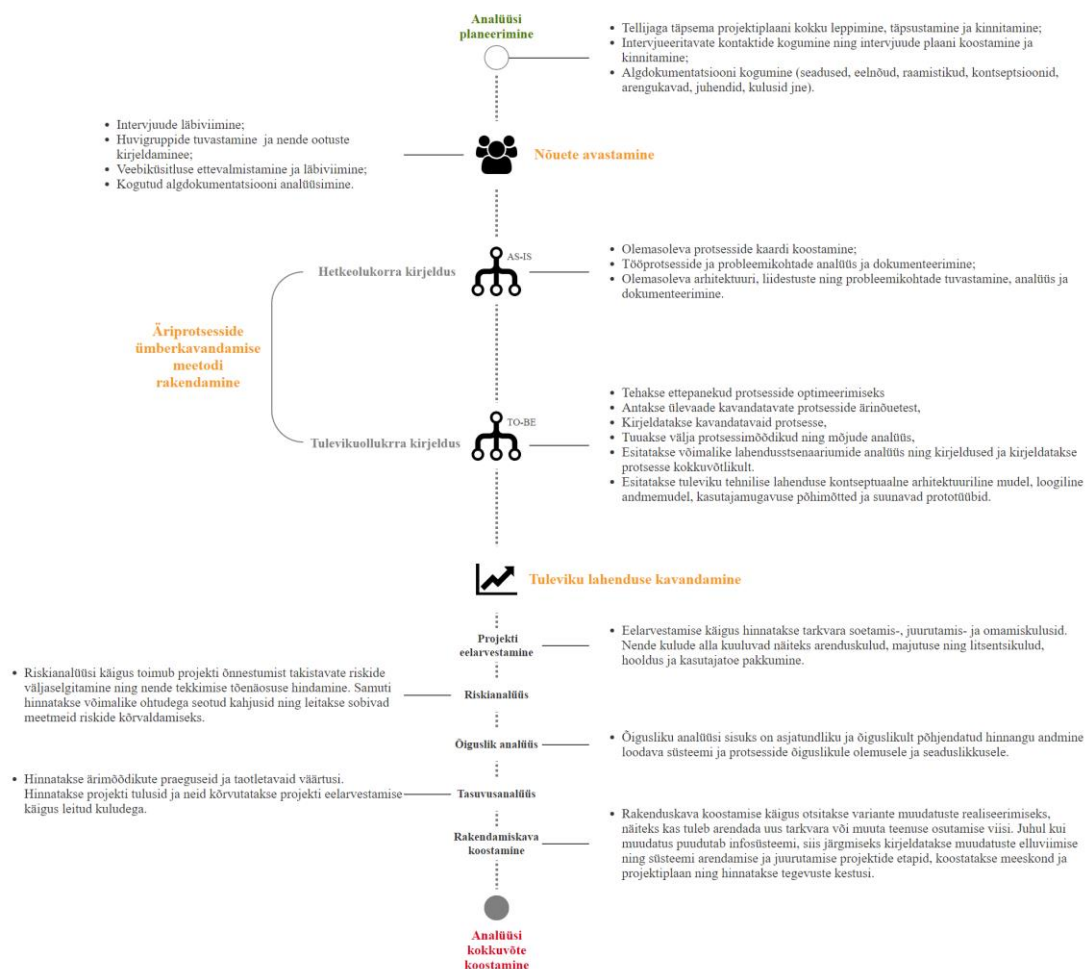 Analüüsi
planeerimine
• Tellijaga täpsema projektiplaani kokku leppimine, täpsustamine ja kinnitamine;
• Intervjueeritavate kontaktide kogumine ning intervjuude plaani koostamine ja
kinnitamine;
• Algdokumentatsiooni kogumine (seadused, eelnõud, raamistikud, kontseptsioonid,
arengukavad, juhendid, kulusid jne).
• Intervjuude läbiviimine;
• Huvigruppide tuvastamine ja nende ootuste
kirjeldaminee;
• Veebiküsitluse ettevalmistamine ja läbiviimine;
• Kogutud algdokumentatsiooni analüüsimine.
Nõuete avastamine
Äriprotsesside
ümberkavandamise
meetodi
rakendamine
Hetkeolukorra kirjeldus
AS-IS
• Olemasoleva protsesside kaardi koostamine;
• Tööprotsesside ja probleemikohtade analüüs ja dokumenteerimine;
• Olemasoleva arhitektuuri, liidestuste ning probleemikohtade tuvastamine, analüüs ja
dokumenteerimine.
Tulevikuollukrra kirjeldus
TO-BE
• Tehakse ettepanekud protsesside optimeerimiseks
• Antakse ülevaade kavandatavate protsesside ärinõuetest,
• Kirjeldatakse kavandatavaid protsesse,
• Tuuakse välja protsessimõõdikud ning mõjude analüüs,
• Esitatakse võimalike lahendusstsenaariumide analüüs ning kirjeldused ja kirjeldatakse
protsesse kokkuvõtlikult.
• Esitatakse tuleviku tehnilise lahenduse kontseptuaalne arhitektuuriline mudel, loogiline
andmemudel, kasutajamugavuse põhimõtted ja suunavad prototüübid.
Tuleviku lahenduse kavandamine
Projekti
eelarvestamine
• Eelarvestamise käigus hinnatakse tarkvara soetamis-, juurutamis- ja omamiskulusid.
Nende kulude alla kuuluvad näiteks arenduskulud, majutuse ning litsentsikulud,
hooldus ja kasutajatoe pakkumine.
• Riskianalüüsi käigus toimub projekti õnnestumist takistavate riskide
väljaselgitamine ning nende tekkimise tõenäosuse hindamine. Samuti
hinnatakse võimalike ohtudega seotud kahjusid ning leitakse sobivad
meetmeid riskide kõrvaldamiseks.
Riskianalüüs
Õiguslik analüüs
• Õigusliku analüüsi sisuks on asjatundliku ja õiguslikult põhjendatud hinnangu andmine
loodava süsteemi ja protsesside õiguslikule olemusele ja seaduslikkusele.
• Hinnatakse ärimõõdikute praeguseid ja taotletavaid väärtusi.
Hinnatakse projekti tulusid ja neid kõrvutatakse projekti eelarvestamise
käigus leitud kuludega.
Tasuvusanalüüs
Rakendamiskava
koostamine
• Rakenduskava koostamise käigus otsitakse variante muudatuste realiseerimiseks,
näiteks kas tuleb arendada uus tarkvara või muuta teenuse osutamise viisi. Juhul kui
muudatus puudutab infosüsteemi, siis järgmiseks kirjeldatakse muudatuste elluviimise
ning süsteemi arendamise ja juurutamise projektide etapid, koostatakse meeskond ja
projektiplaan ning hinnatakse tegevuste kestusi.
Analüüsi
kokkuvõte
koostamine